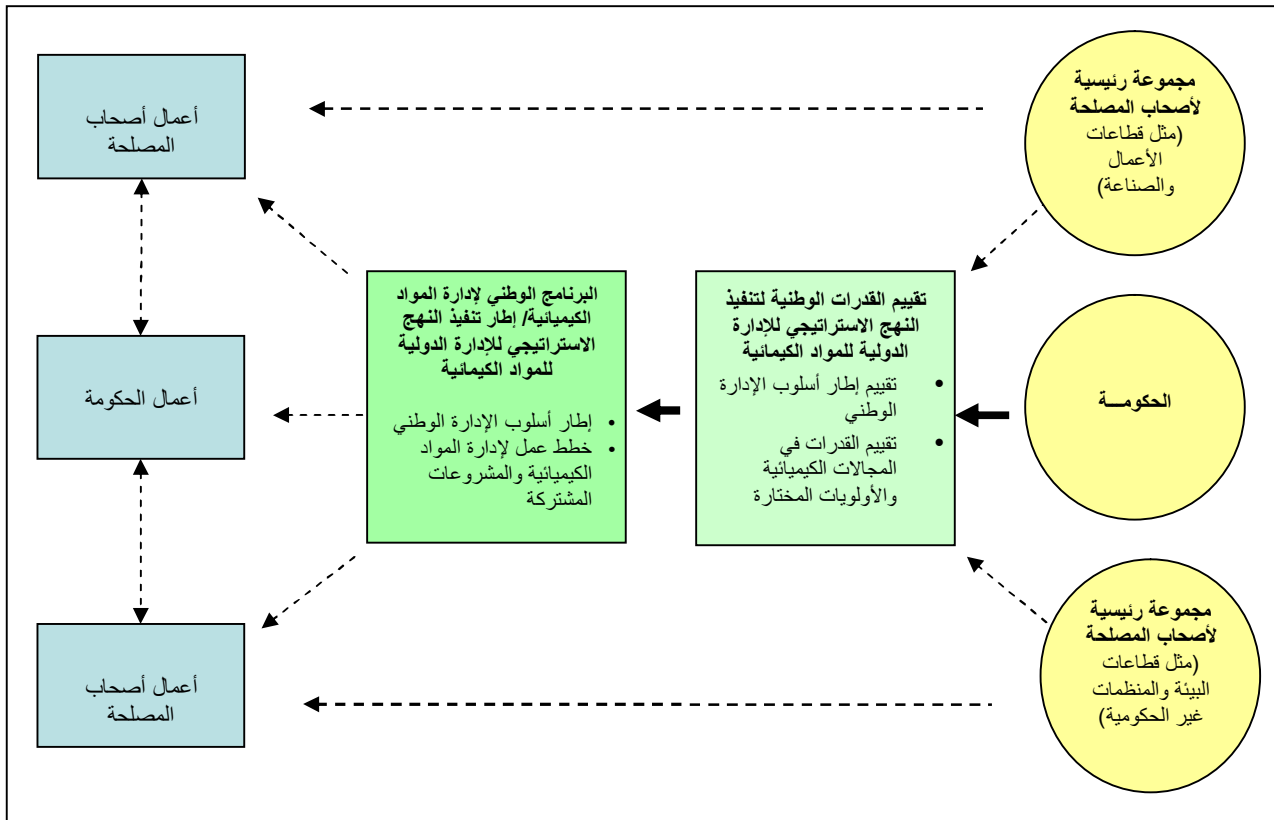 مجموعة رئيسية
لأصحاب المصلحة
(مثل قطاعات
الأعمال
والصناعة)
الحكومـــة
مجموعة رئيسية
لأصحاب المصلحة
(مثل قطاعات
البيئة والمنظمات
غير الحكومية)
تقييم القدرات الوطنية لتنفيذ
النهج الاستراتيجي للإدارة
الدولية للمواد الكيمائية
• تقييم إطار أسلوب الإدارة
الوطني
• تقييم القدرات في
المجالات الكيميائية
والأولويات المختارة
البرنامج الوطني لإدارة المواد
الكيميائية/ إطار تنفيذ النهج
الاستراتيجي للإدارة الدولية
للمواد الكيمائية
• إطار أسلوب الإدارة الوطني
• خطط عمل لإدارة المواد
الكيميائية والمشروعات
المشتركة
أعمال أصحاب
المصلحة
أعمال الحكومة
أعمال أصحاب
المصلحة